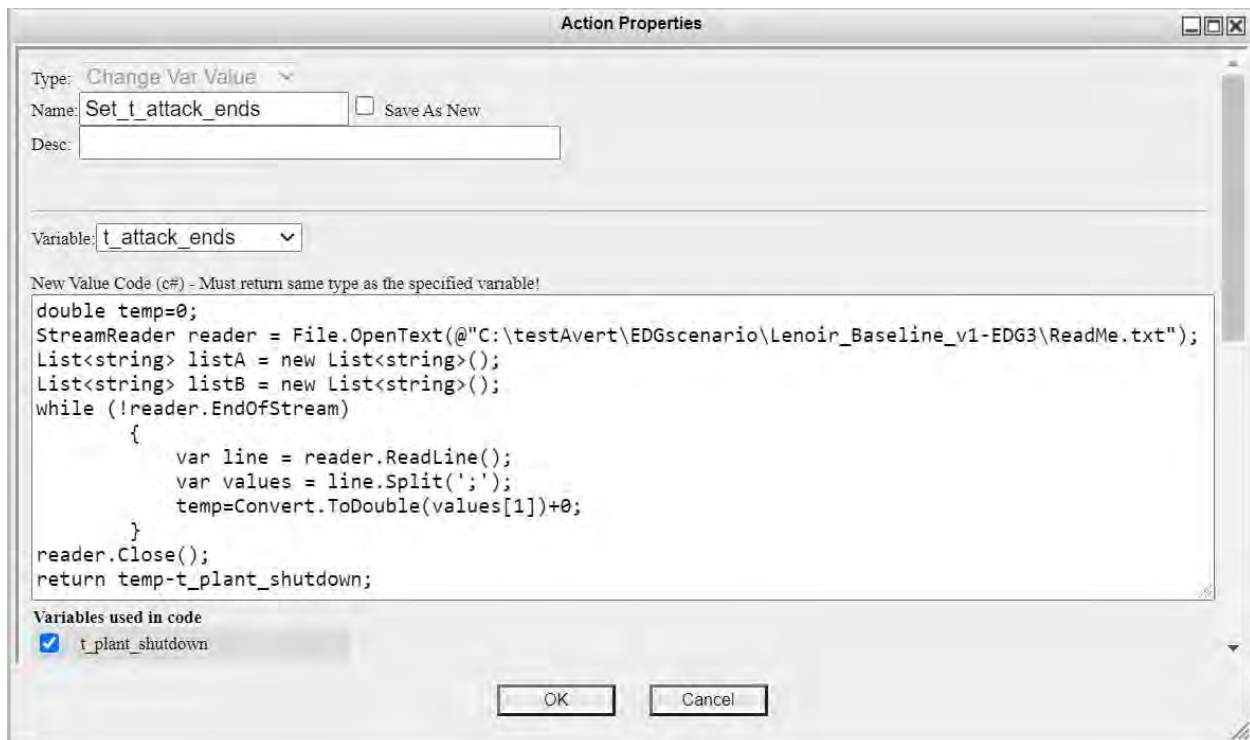 Action Properties
Type: Change Var Value
Name: Set_t_attack_ends Save As New
Desc:
Variable: t_attack_ends
New Value Code (c#) - Must return same type as the specified variable!
double temp=0;
StreamReader reader = File.OpenText(@"C:\testAvert\EDGscenario\Lenoir_Baseline_v1-EDG3\ReadMe.txt");
List<string> listA = new List<string>();
List<string> listB = new List<string>();
while (!reader.EndOfStream)
{
var line = reader.ReadLine();
var values = line.Split(';');
temp=Convert.ToDouble(values[1])+0;
}
reader.Close();
return temp-t_plant_shutdown;
Variables used in code
t_plant_shutdown
OK Cancel